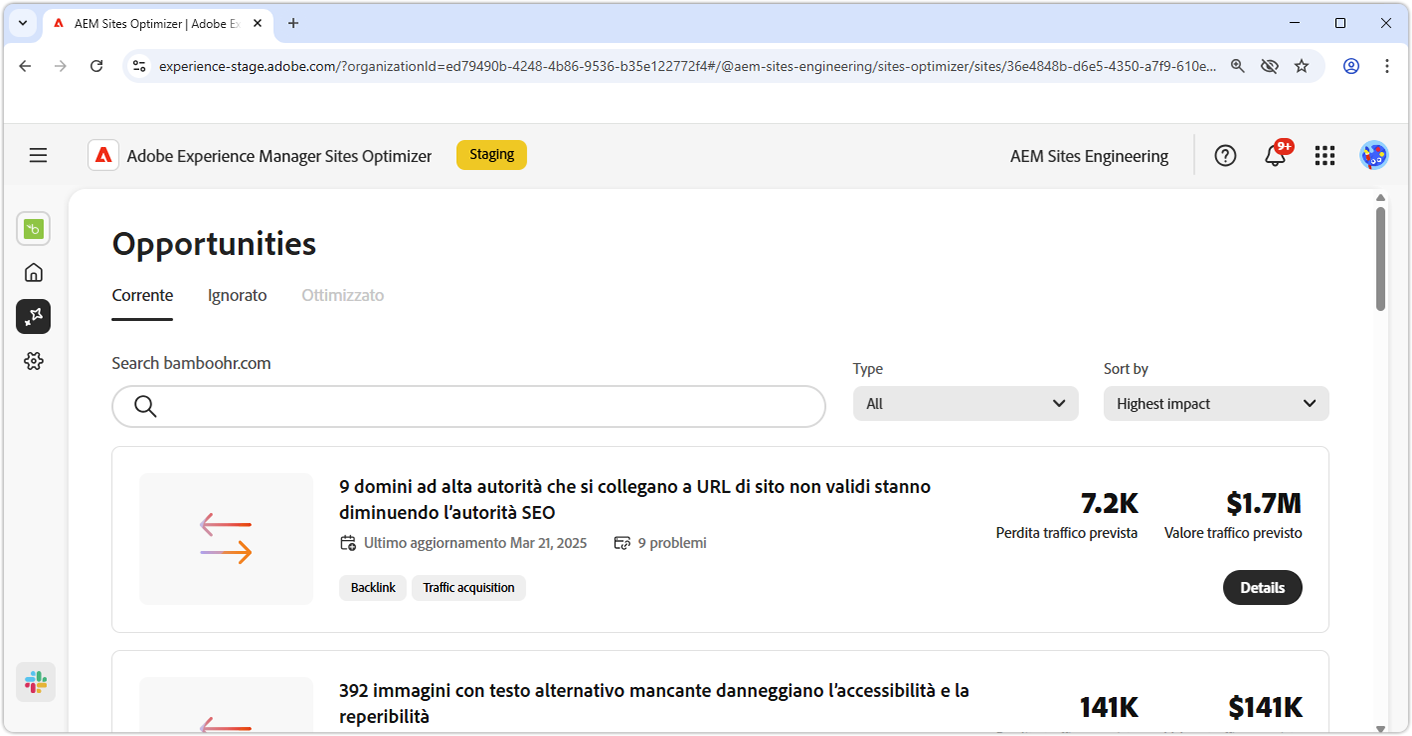 AEM Sites Optimizer | Adobe Ex
experience-stage.adobe.com/?organizationId=ed79490b-4248-4b86-9536-b35e122772f4#/@aem-sites-engineering/sites-optimizer/sites/36e4848b-d6e5-4350-a7f9-610e...
Adobe Experience Manager Sites Optimizer
Staging
AEM Sites Engineering
9+
Opportunities
Corrente
Ignorato
Ottimizzato
Search bamboohr.com
Type
All
Sort by
Highest impact
9 domini ad alta autorità che si collegano a URL di sito non validi stanno
diminuendo l'autorità SEO
Ultimo aggiornamento Mar 21, 2025
9 problemi
Backlink
Traffic acquisition
7.2K
Perdita traffico prevista
$1.7M
Valore traffico previsto
Details
392 immagini con testo alternativo mancante danneggiano l'accessibilità e la
reperibilità
141K
$141K